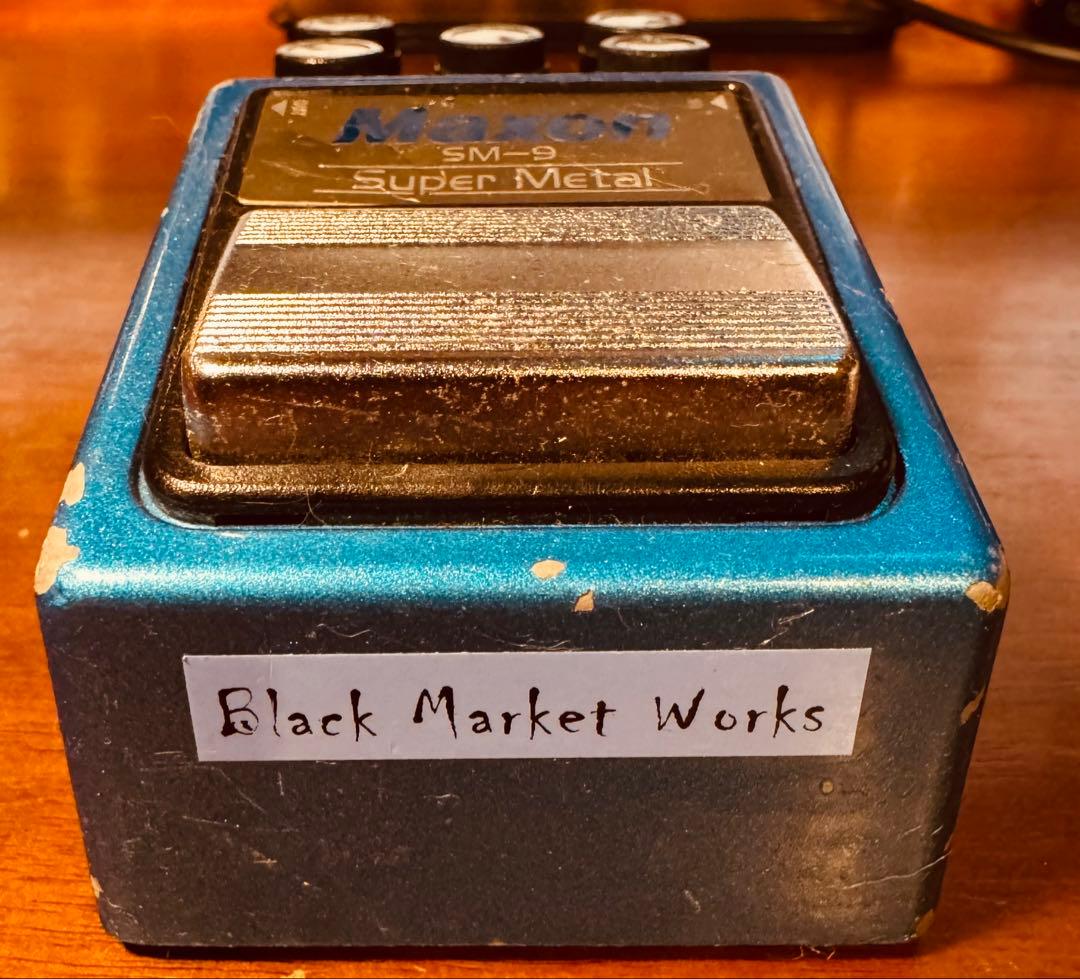 Maxon
SM-9
Super Metal
Black Market Works